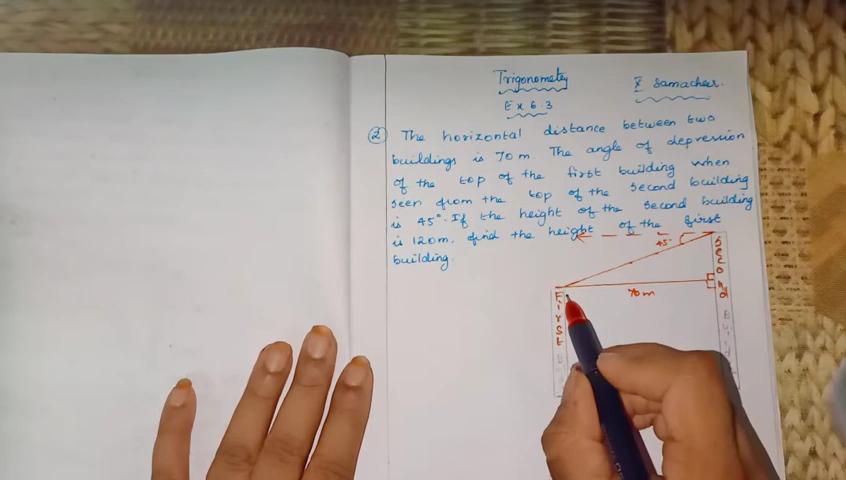 Trigonometry
X Samacheer.
Ex 6.3
2 The horizontal distance between two
buildings is 70 m. The angle of depression
of the top of the first building when
seen from the top of the second building
is 45°. If the height of the second building
is 120m, find the height of the first
building.
45°
70 m
First
Second